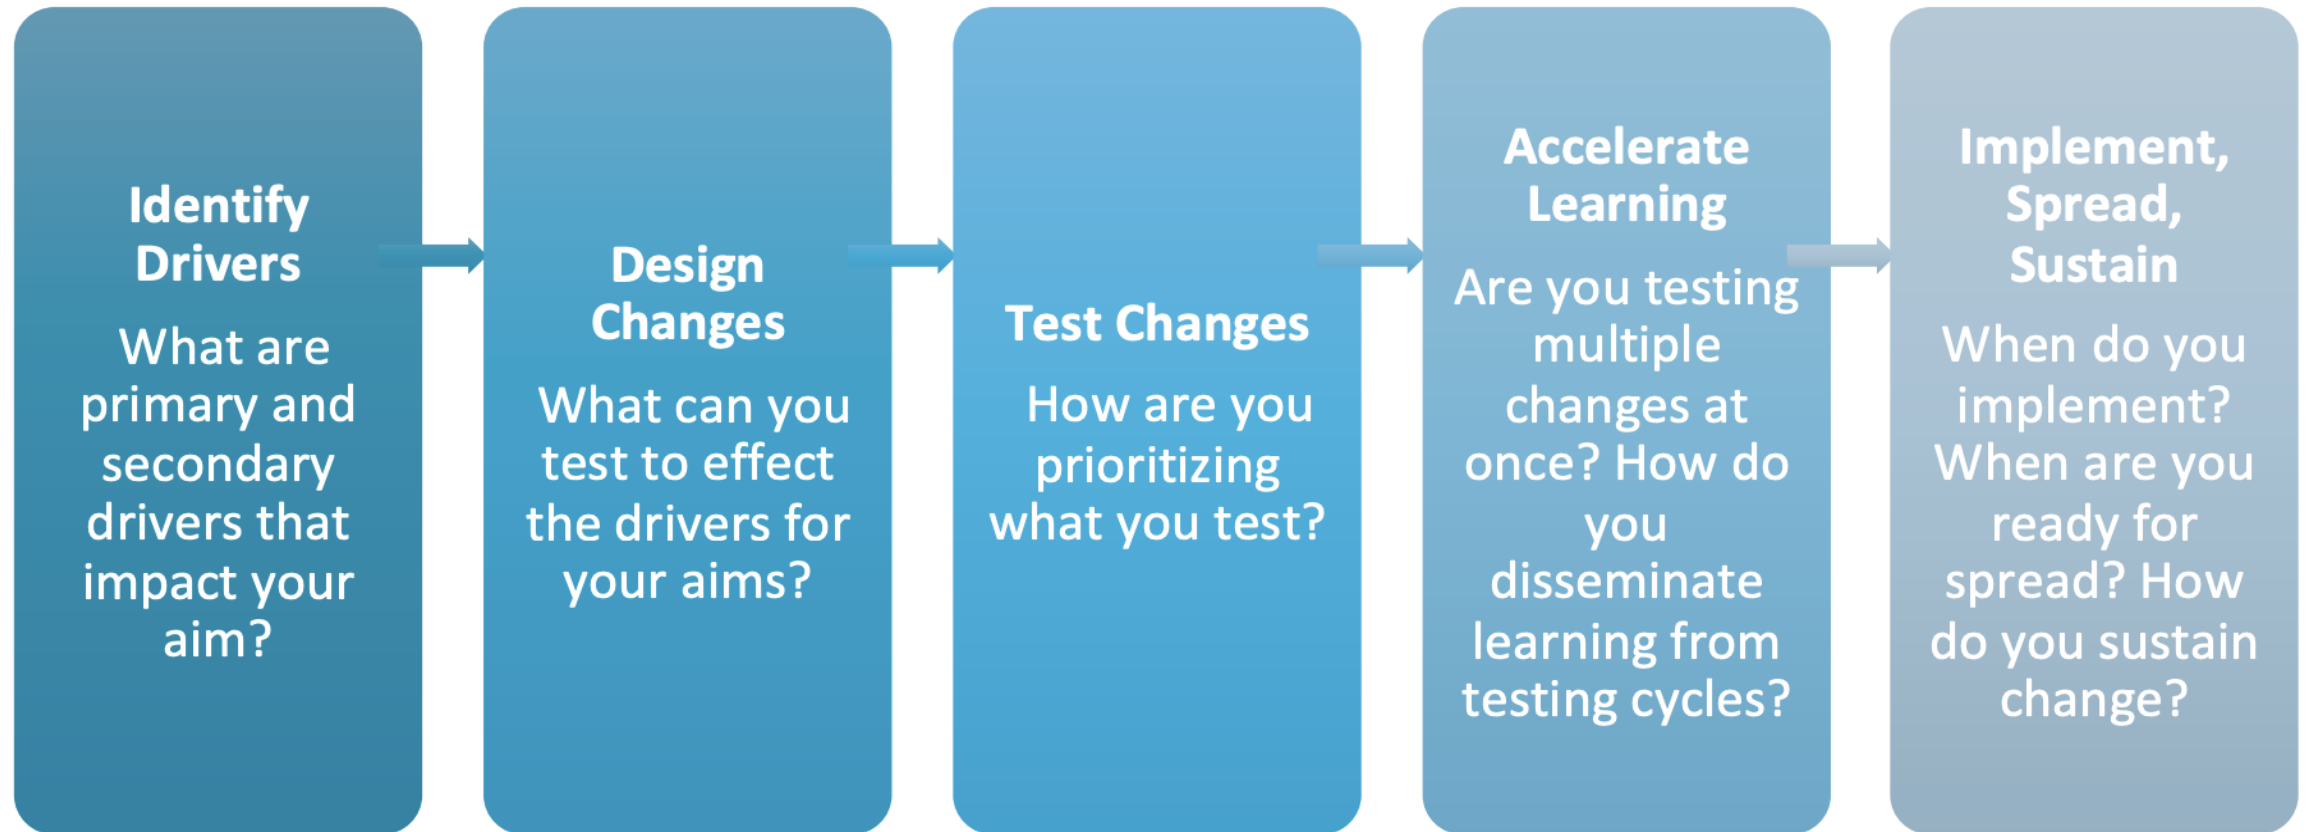 Identify
Drivers
What are
primary and
secondary
drivers that
impact your
aim?
Design
Changes
What can you
test to effect
the drivers for
your aims?
Test Changes
How are you
prioritizing
what you test?
Accelerate
Learning
Are you testing
multiple
changes at
once? How do
you
disseminate
learning from
testing cycles?
Implement,
Spread,
Sustain
When do you
implement?
When are you
ready for
spread? How
do you sustain
change?